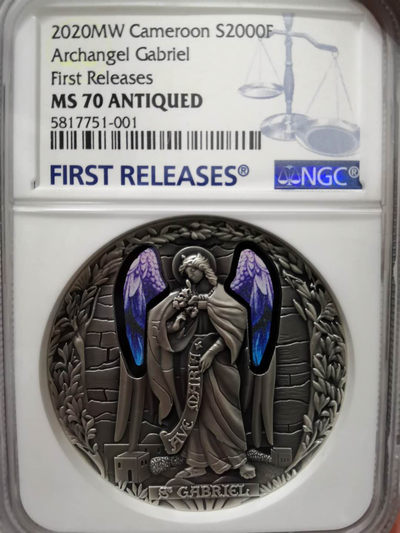 2020MW Cameroon S2000F
Archangel Gabriel
First Releases
MS 70 ANTIQUED
5817751-001
FIRST RELEASES®
NGC®
AVE MARIA
S GABRIEL